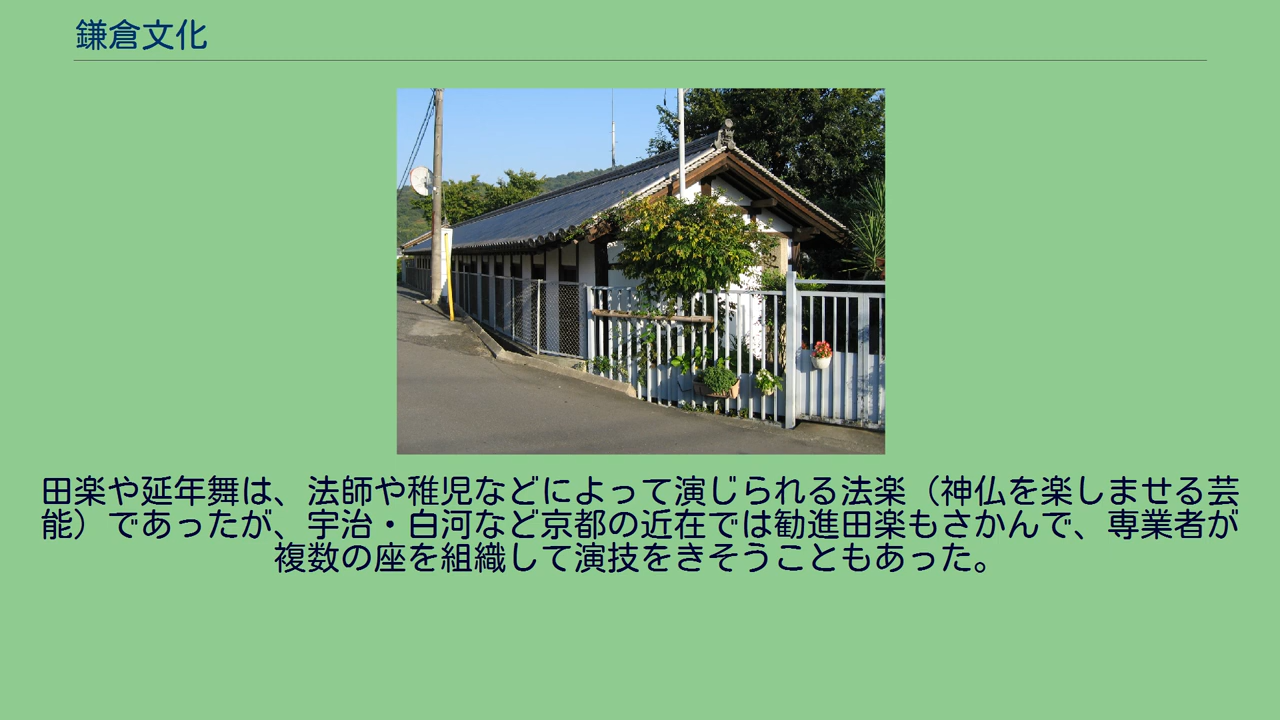 鎌倉文化
田楽や延年舞は、法師や稚児などによって演じられる法楽（神仏を楽しませる芸
能）であったが、宇治・白河など京都の近在では勧進田楽もさかんで、専業者が
複数の座を組織して演技をきそうこともあった。